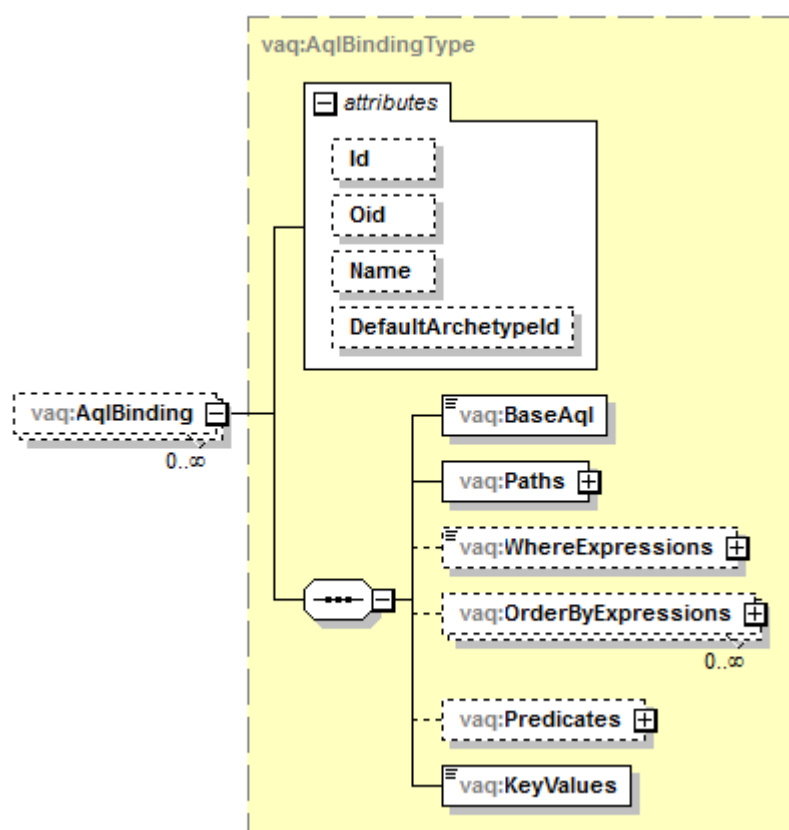 vaq:AqlBindingType
attributes
Id
Oid
Name
DefaultArchetypeId
vaq:AqlBinding
0..∞
vaq:BaseAql
vaq:Paths
vaq:WhereExpressions
vaq:OrderByExpressions
0..∞
vaq:Predicates
vaq:KeyValues